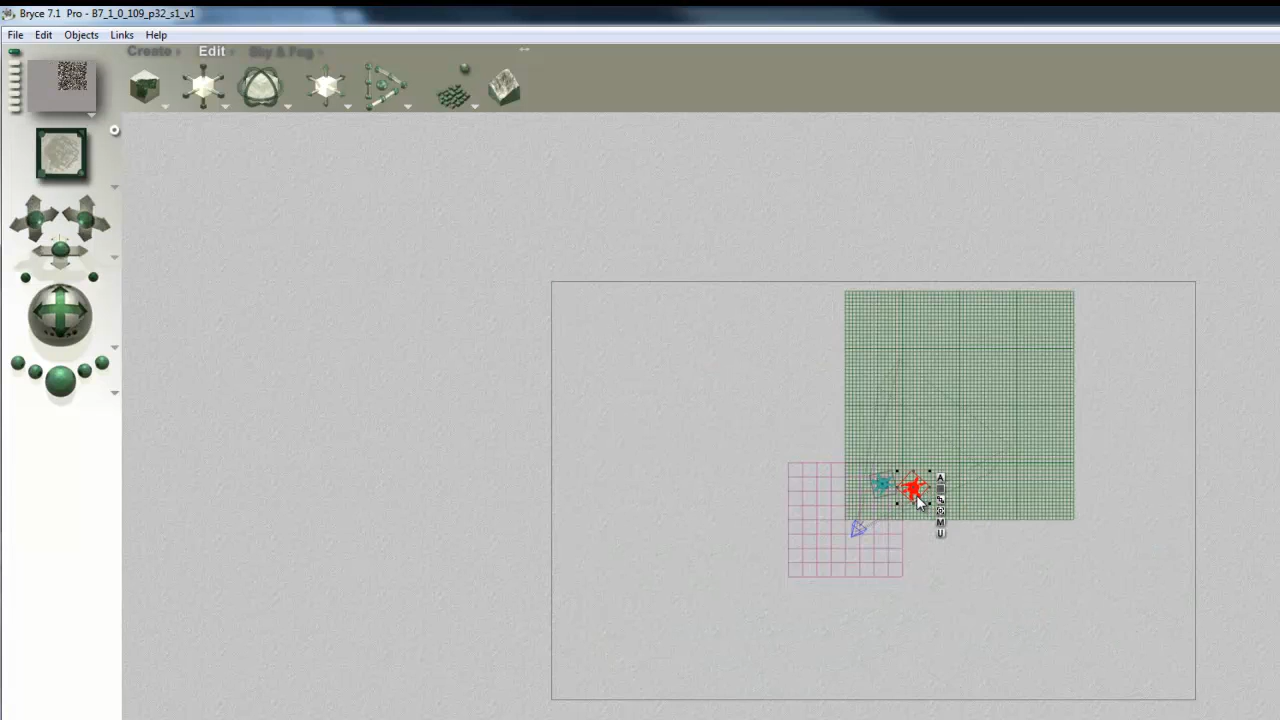 Bryce 7.1 Pro - B7_1_0_109_p32_s1_v1
File Edit Objects Links Help
Create Edit Sky & Fog
A
M
U